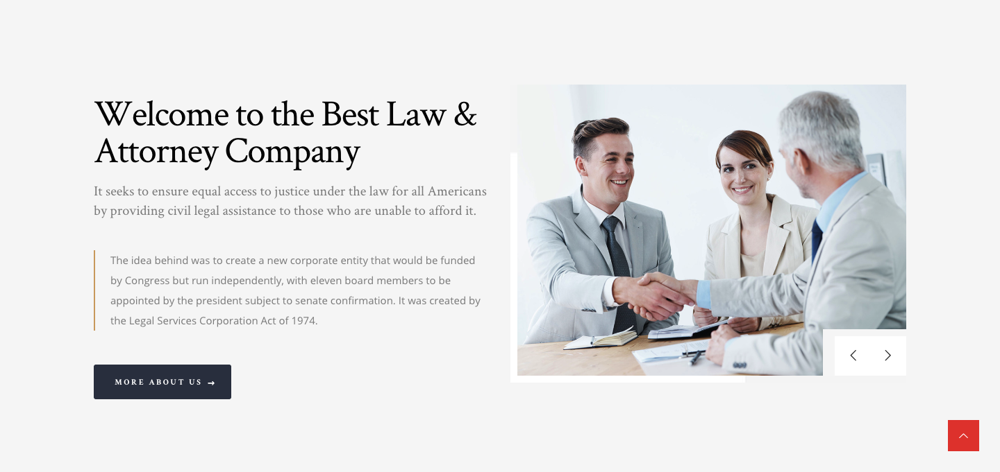 Welcome to the Best Law &
Attorney Company
It seeks to ensure equal access to justice under the law for all Americans
by providing civil legal assistance to those who are unable to afford it.
The idea behind was to create a new corporate entity that would be funded
by Congress but run independently, with eleven board members to be
appointed by the president subject to senate confirmation. It was created by
the Legal Services Corporation Act of 1974.
MORE ABOUT US →